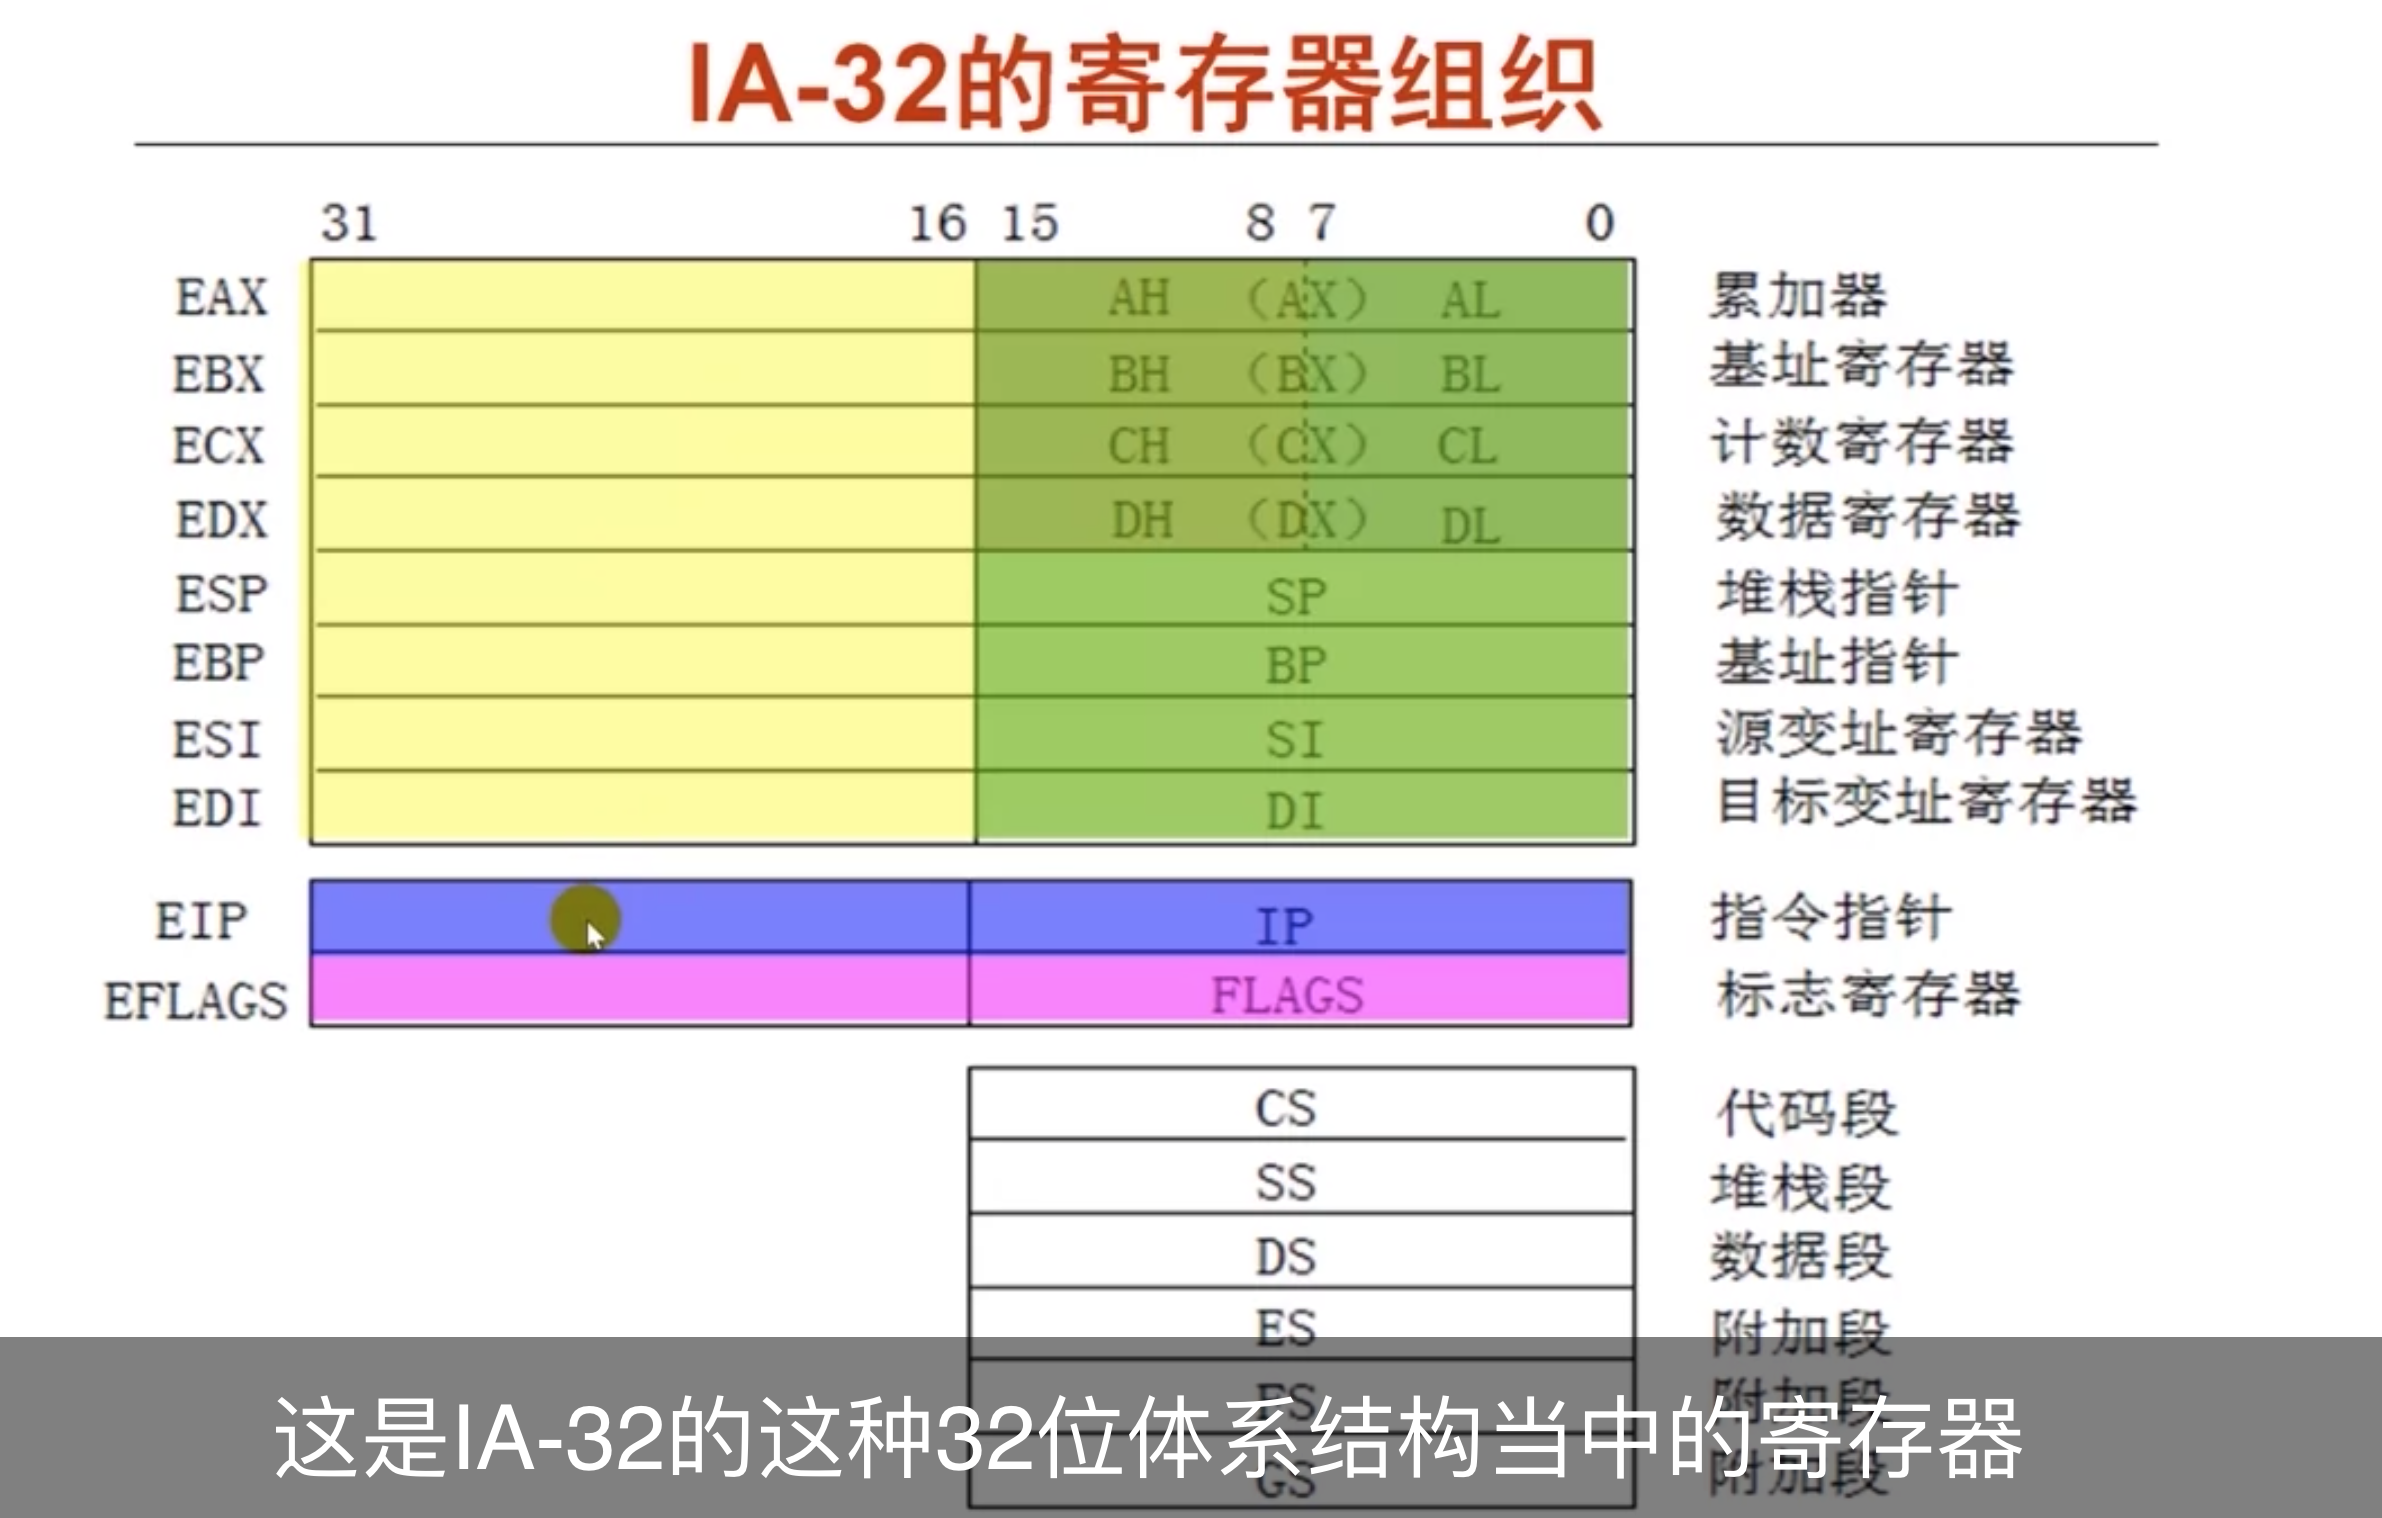 IA-32的寄存器组织
31 16 15 8 7 0
EAX AH (AX) AL 累加器
EBX BH (BX) BL 基址寄存器
ECX CH (CX) CL 计数寄存器
EDX DH (DX) DL 数据寄存器
ESP SP 堆栈指针
EBP BP 基址指针
ESI SI 源变址寄存器
EDI DI 目标变址寄存器
EIP IP 指令指针
EFLAGS FLAGS 标志寄存器
CS 代码段
SS 堆栈段
DS 数据段
ES 附加段
FS 附加段
这是IA-32的这种32位体系结构当中的寄存器
GS 附加段